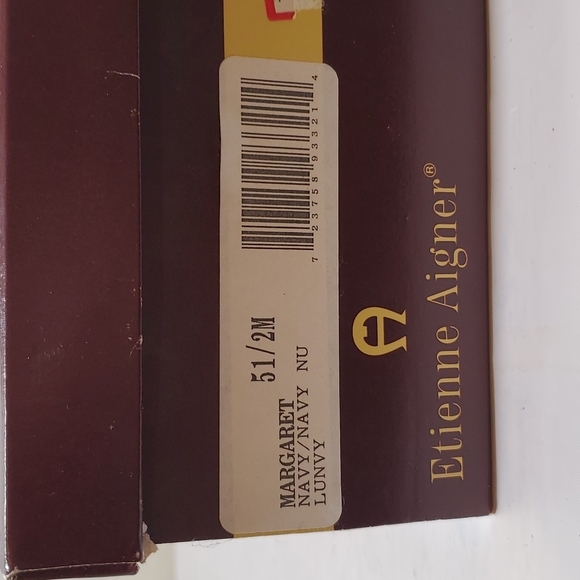 7 23758 93321 4
51/2M
MARGARET
NAVY/NAVY NU
LUNVY
Etienne Aigner®